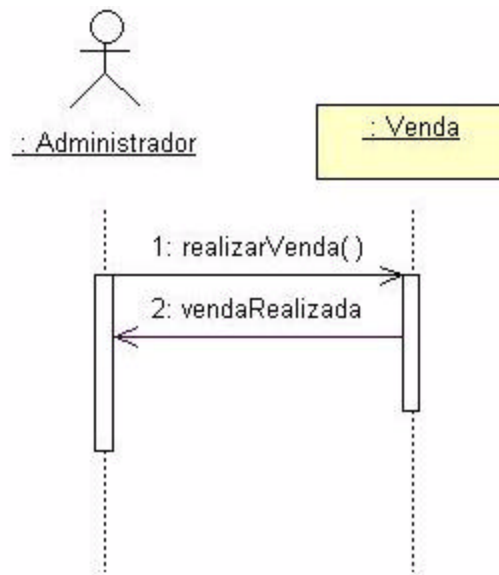 : Administrador
: Venda
1: realizarVenda( )
2: vendaRealizada